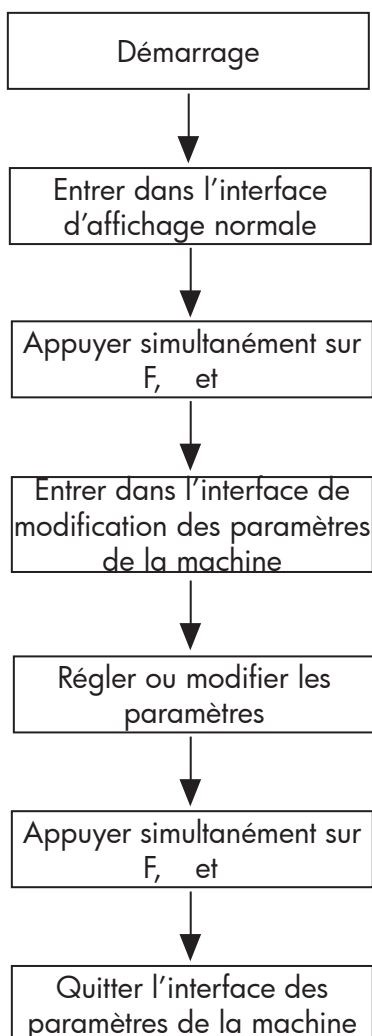 Démarrage
Entrer dans l’interface
d’affichage normale
Appuyer simultanément sur
F, et
Entrer dans l’interface de
modification des paramètres
de la machine
Régler ou modifier les
paramètres
Appuyer simultanément sur
F, et
Quitter l’interface des
paramètres de la machine